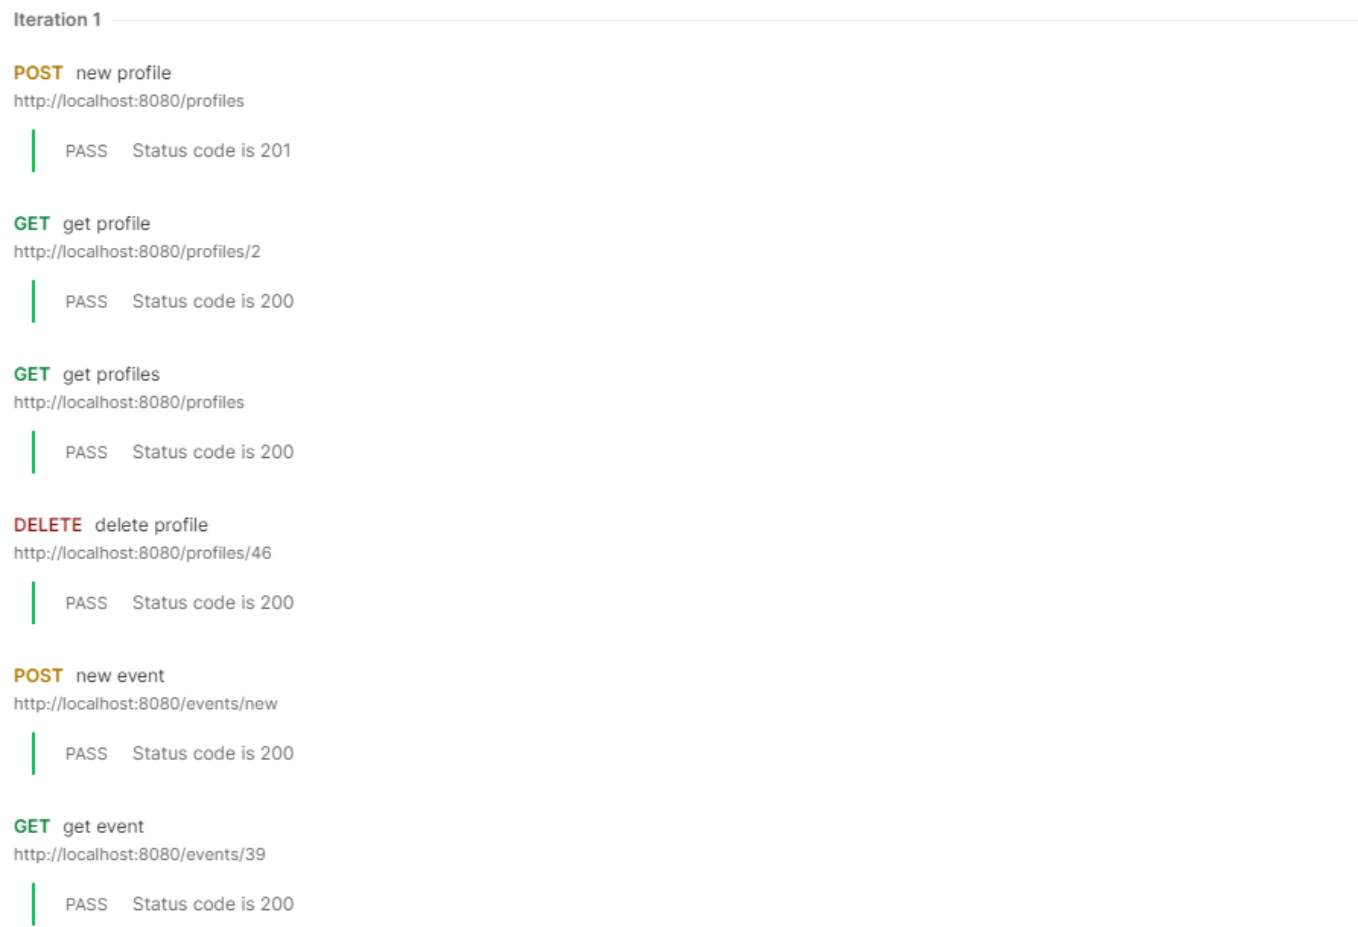 Iteration 1
POST new profile
http://localhost:8080/profiles
PASS Status code is 201
GET get profile
http://localhost:8080/profiles/2
PASS Status code is 200
GET get profiles
http://localhost:8080/profiles
PASS Status code is 200
DELETE delete profile
http://localhost:8080/profiles/46
PASS Status code is 200
POST new event
http://localhost:8080/events/new
PASS Status code is 200
GET get event
http://localhost:8080/events/39
PASS Status code is 200